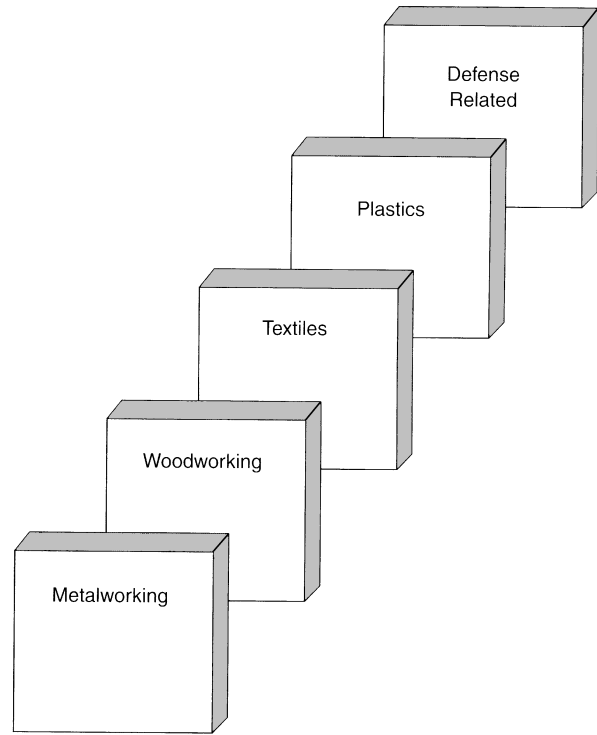 Defense
Related
Plastics
Textiles
Woodworking
Metalworking